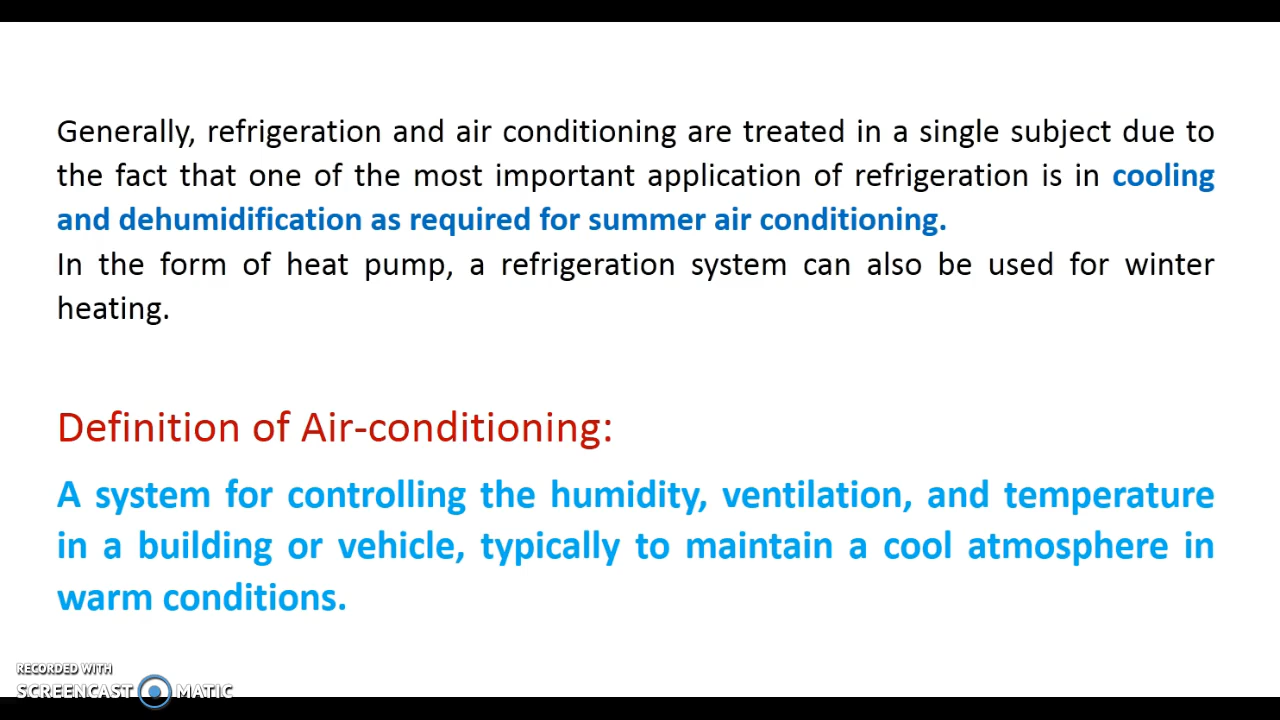 Generally, refrigeration and air conditioning are treated in a single subject due to
the fact that one of the most important application of refrigeration is in cooling
and dehumidification as required for summer air conditioning.
In the form of heat pump, a refrigeration system can also be used for winter
heating.
Definition of Air-conditioning:
A system for controlling the humidity, ventilation, and temperature
in a building or vehicle, typically to maintain a cool atmosphere in
warm conditions.
RECORDED WITH
SCREENCAST MATIC